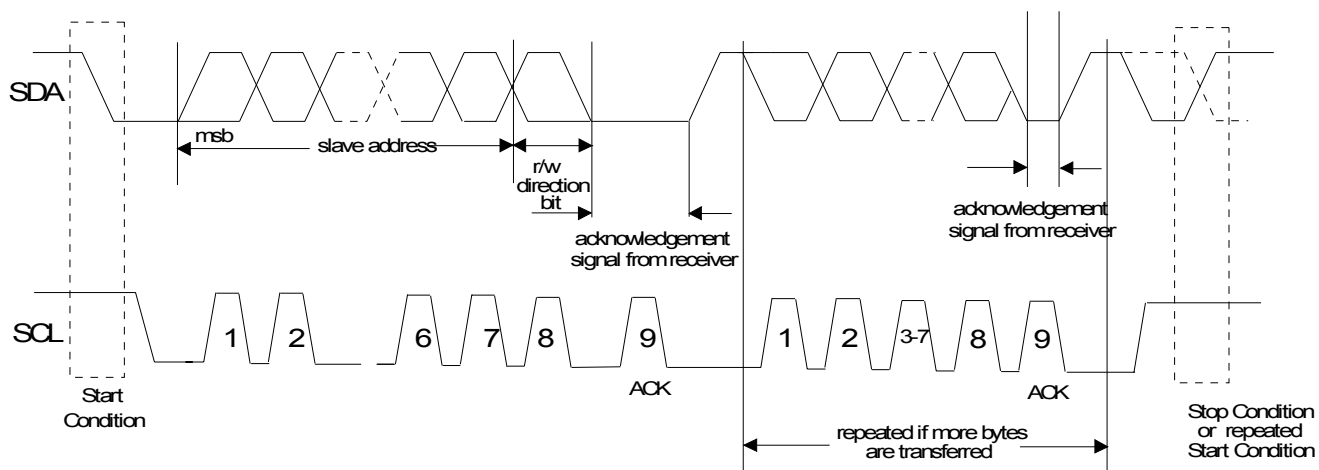 SDA
msb
slave address
r/w
direction
bit
acknowledgement
signal from receiver
acknowledgement
signal from receiver
SCL
1
2
6
7
8
9
1
2
3-7
8
9
ACK
ACK
Start
Condition
repeated if more bytes
are transferred
Stop Condition
or repeated
Start Condition